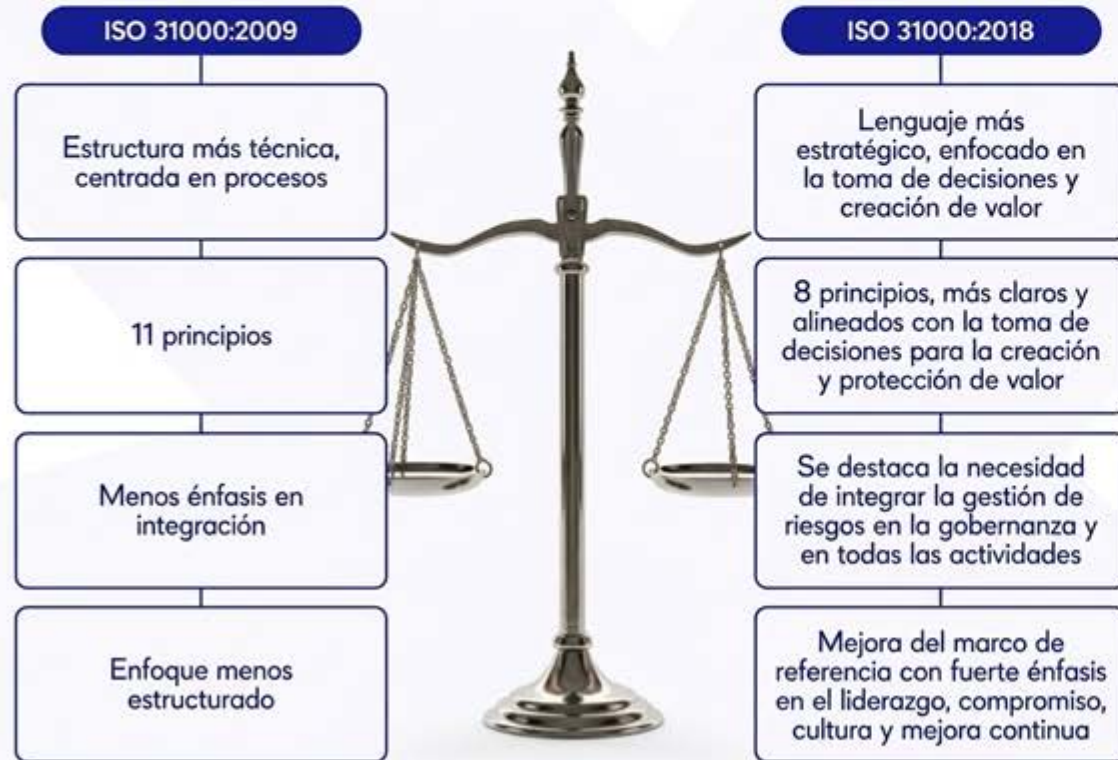 ISO 31000:2009
Estructura más técnica,
centrada en procesos
11 principios
Menos énfasis en
integración
Enfoque menos
estructurado
ISO 31000:2018
Lenguaje más
estratégico, enfocado en
la toma de decisiones y
creación de valor
8 principios, más claros y
alineados con la toma de
decisiones para la creación
y protección de valor
Se destaca la necesidad
de integrar la gestión de
riesgos en la gobernanza y
en todas las actividades
Mejora del marco de
referencia con fuerte énfasis
en el liderazgo, compromiso,
cultura y mejora continua